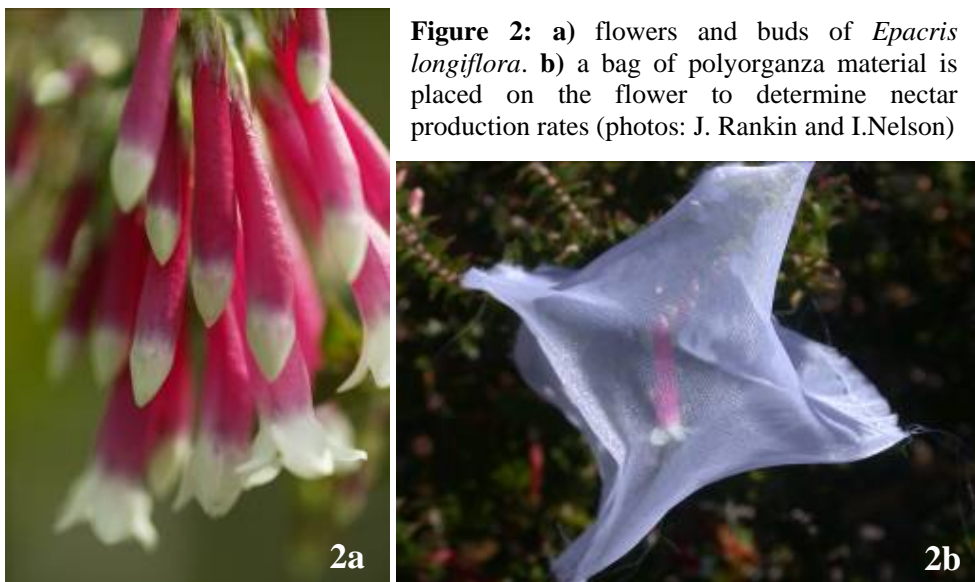 Figure 2: a) flowers and buds of Epacris
longiflora. b) a bag of polyorganza material is
placed on the flower to determine nectar
production rates (photos: J. Rankin and I.Nelson)
2a
2b